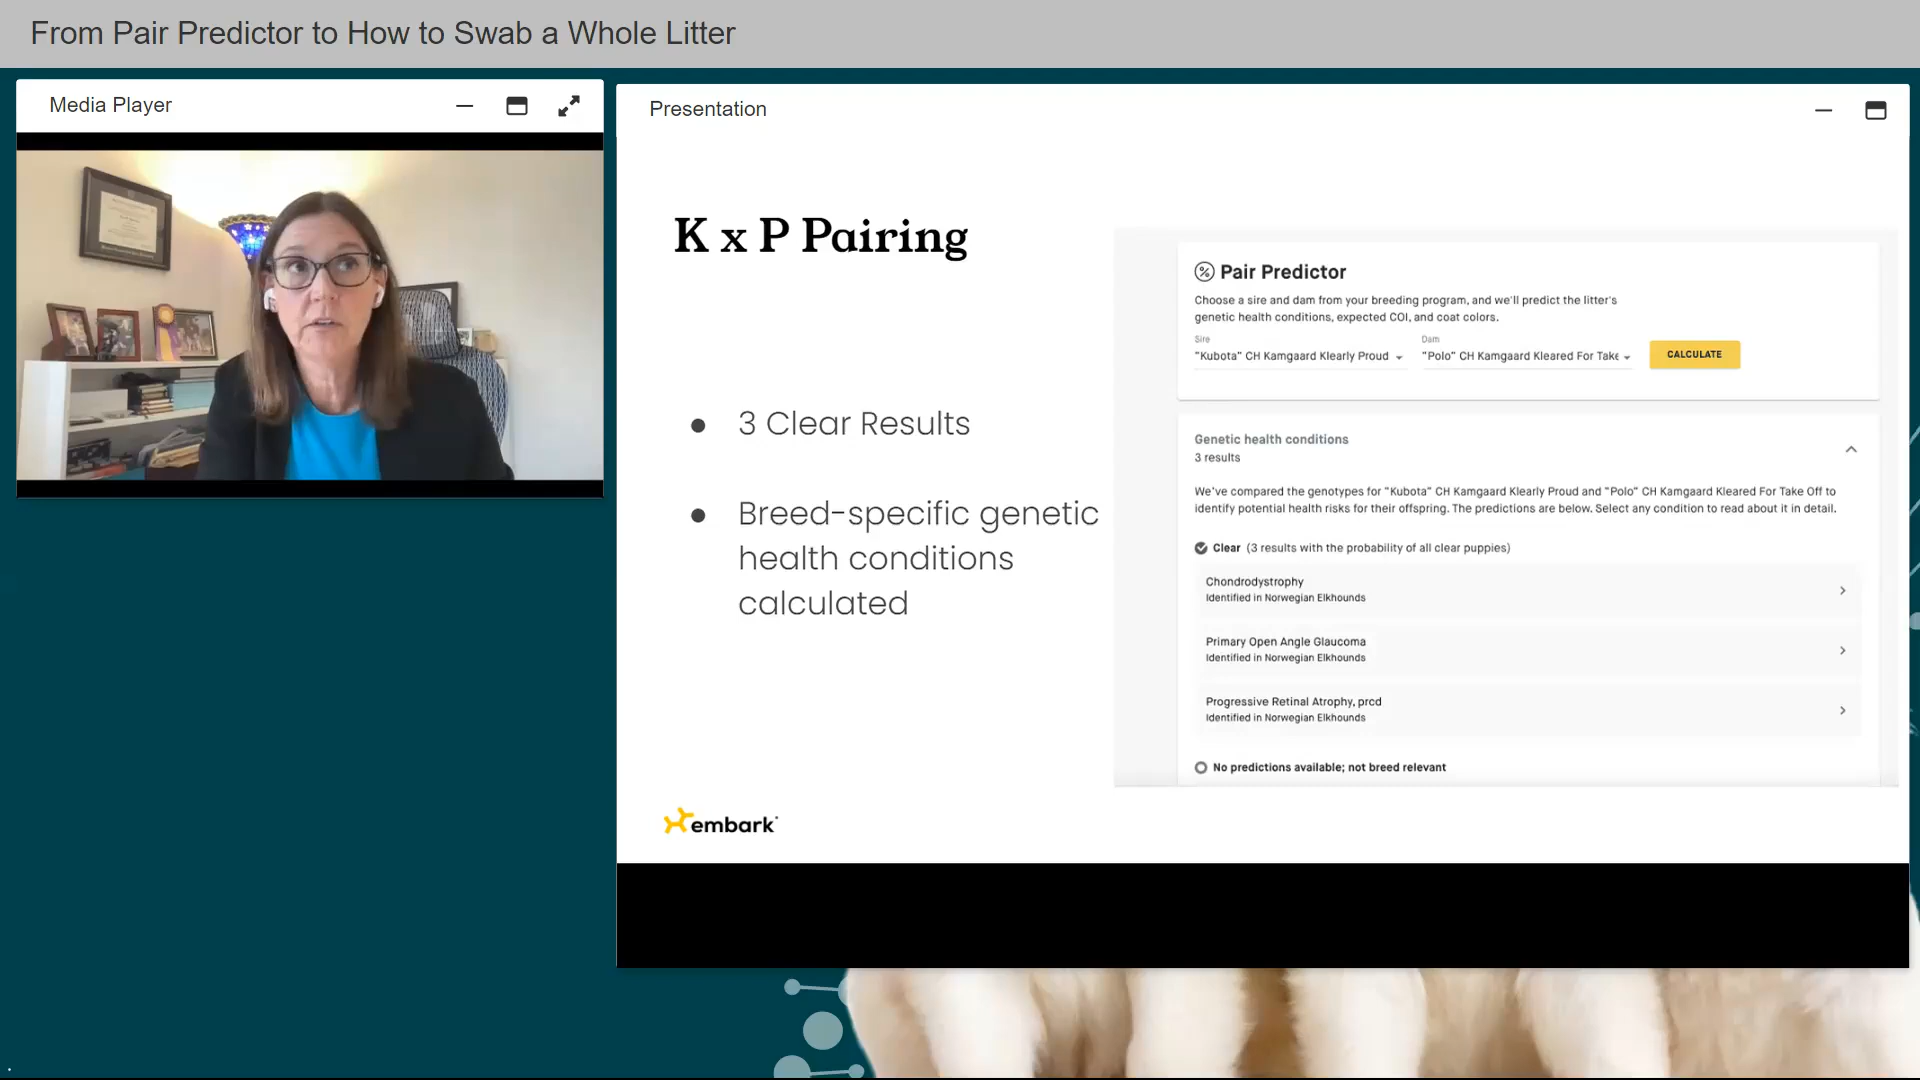 From Pair Predictor to How to Swab a Whole Litter
Media Player
Presentation
K x P Pairing
● 3 Clear Results
● Breed-specific genetic
health conditions
calculated
embark
Pair Predictor
Choose a sire and dam from your breeding program, and we'll predict the litter's
genetic health conditions, expected COI, and coat colors.
Sire
"Kubota" CH Kamgaard Klearly Proud
Dam
"Polo" CH Kamgaard Kleared For Take
CALCULATE
Genetic health conditions
3 results
We've compared the genotypes for "Kubota" CH Kamgaard Klearly Proud and "Polo" CH Kamgaard Kleared For Take Off to
identify potential health risks for their offspring. The predictions are below. Select any condition to read about it in detail.
Clear (3 results with the probability of all clear puppies)
Chondrodystrophy
Identified in Norwegian Elkhounds
Primary Open Angle Glaucoma
Identified in Norwegian Elkhounds
Progressive Retinal Atrophy, prcd
Identified in Norwegian Elkhounds
No predictions available; not breed relevant